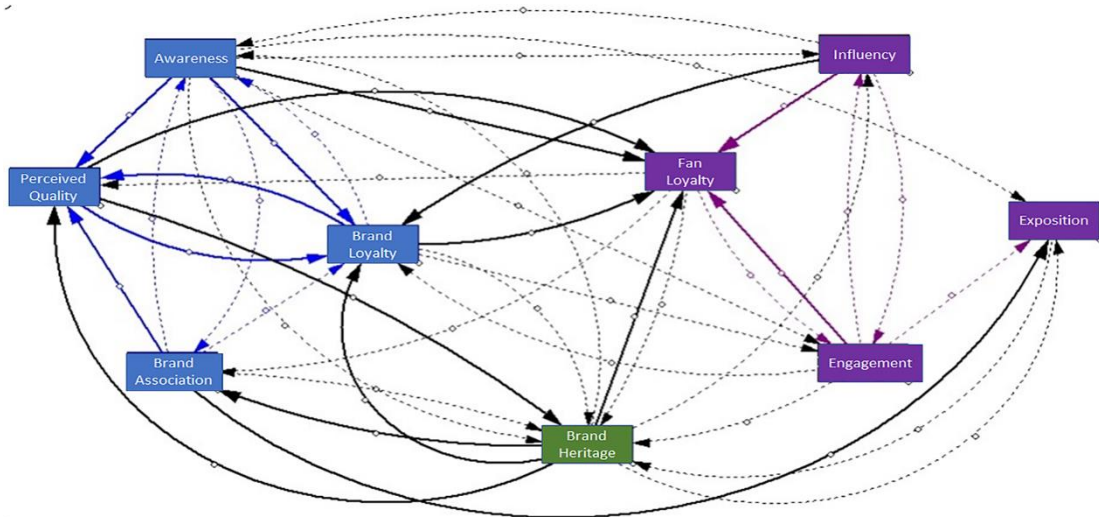 Awareness
Influency
Fan
Loyalty
Perceived
Quality
Exposition
Brand
Loyalty
Brand
Association
Engagement
Brand
Heritage